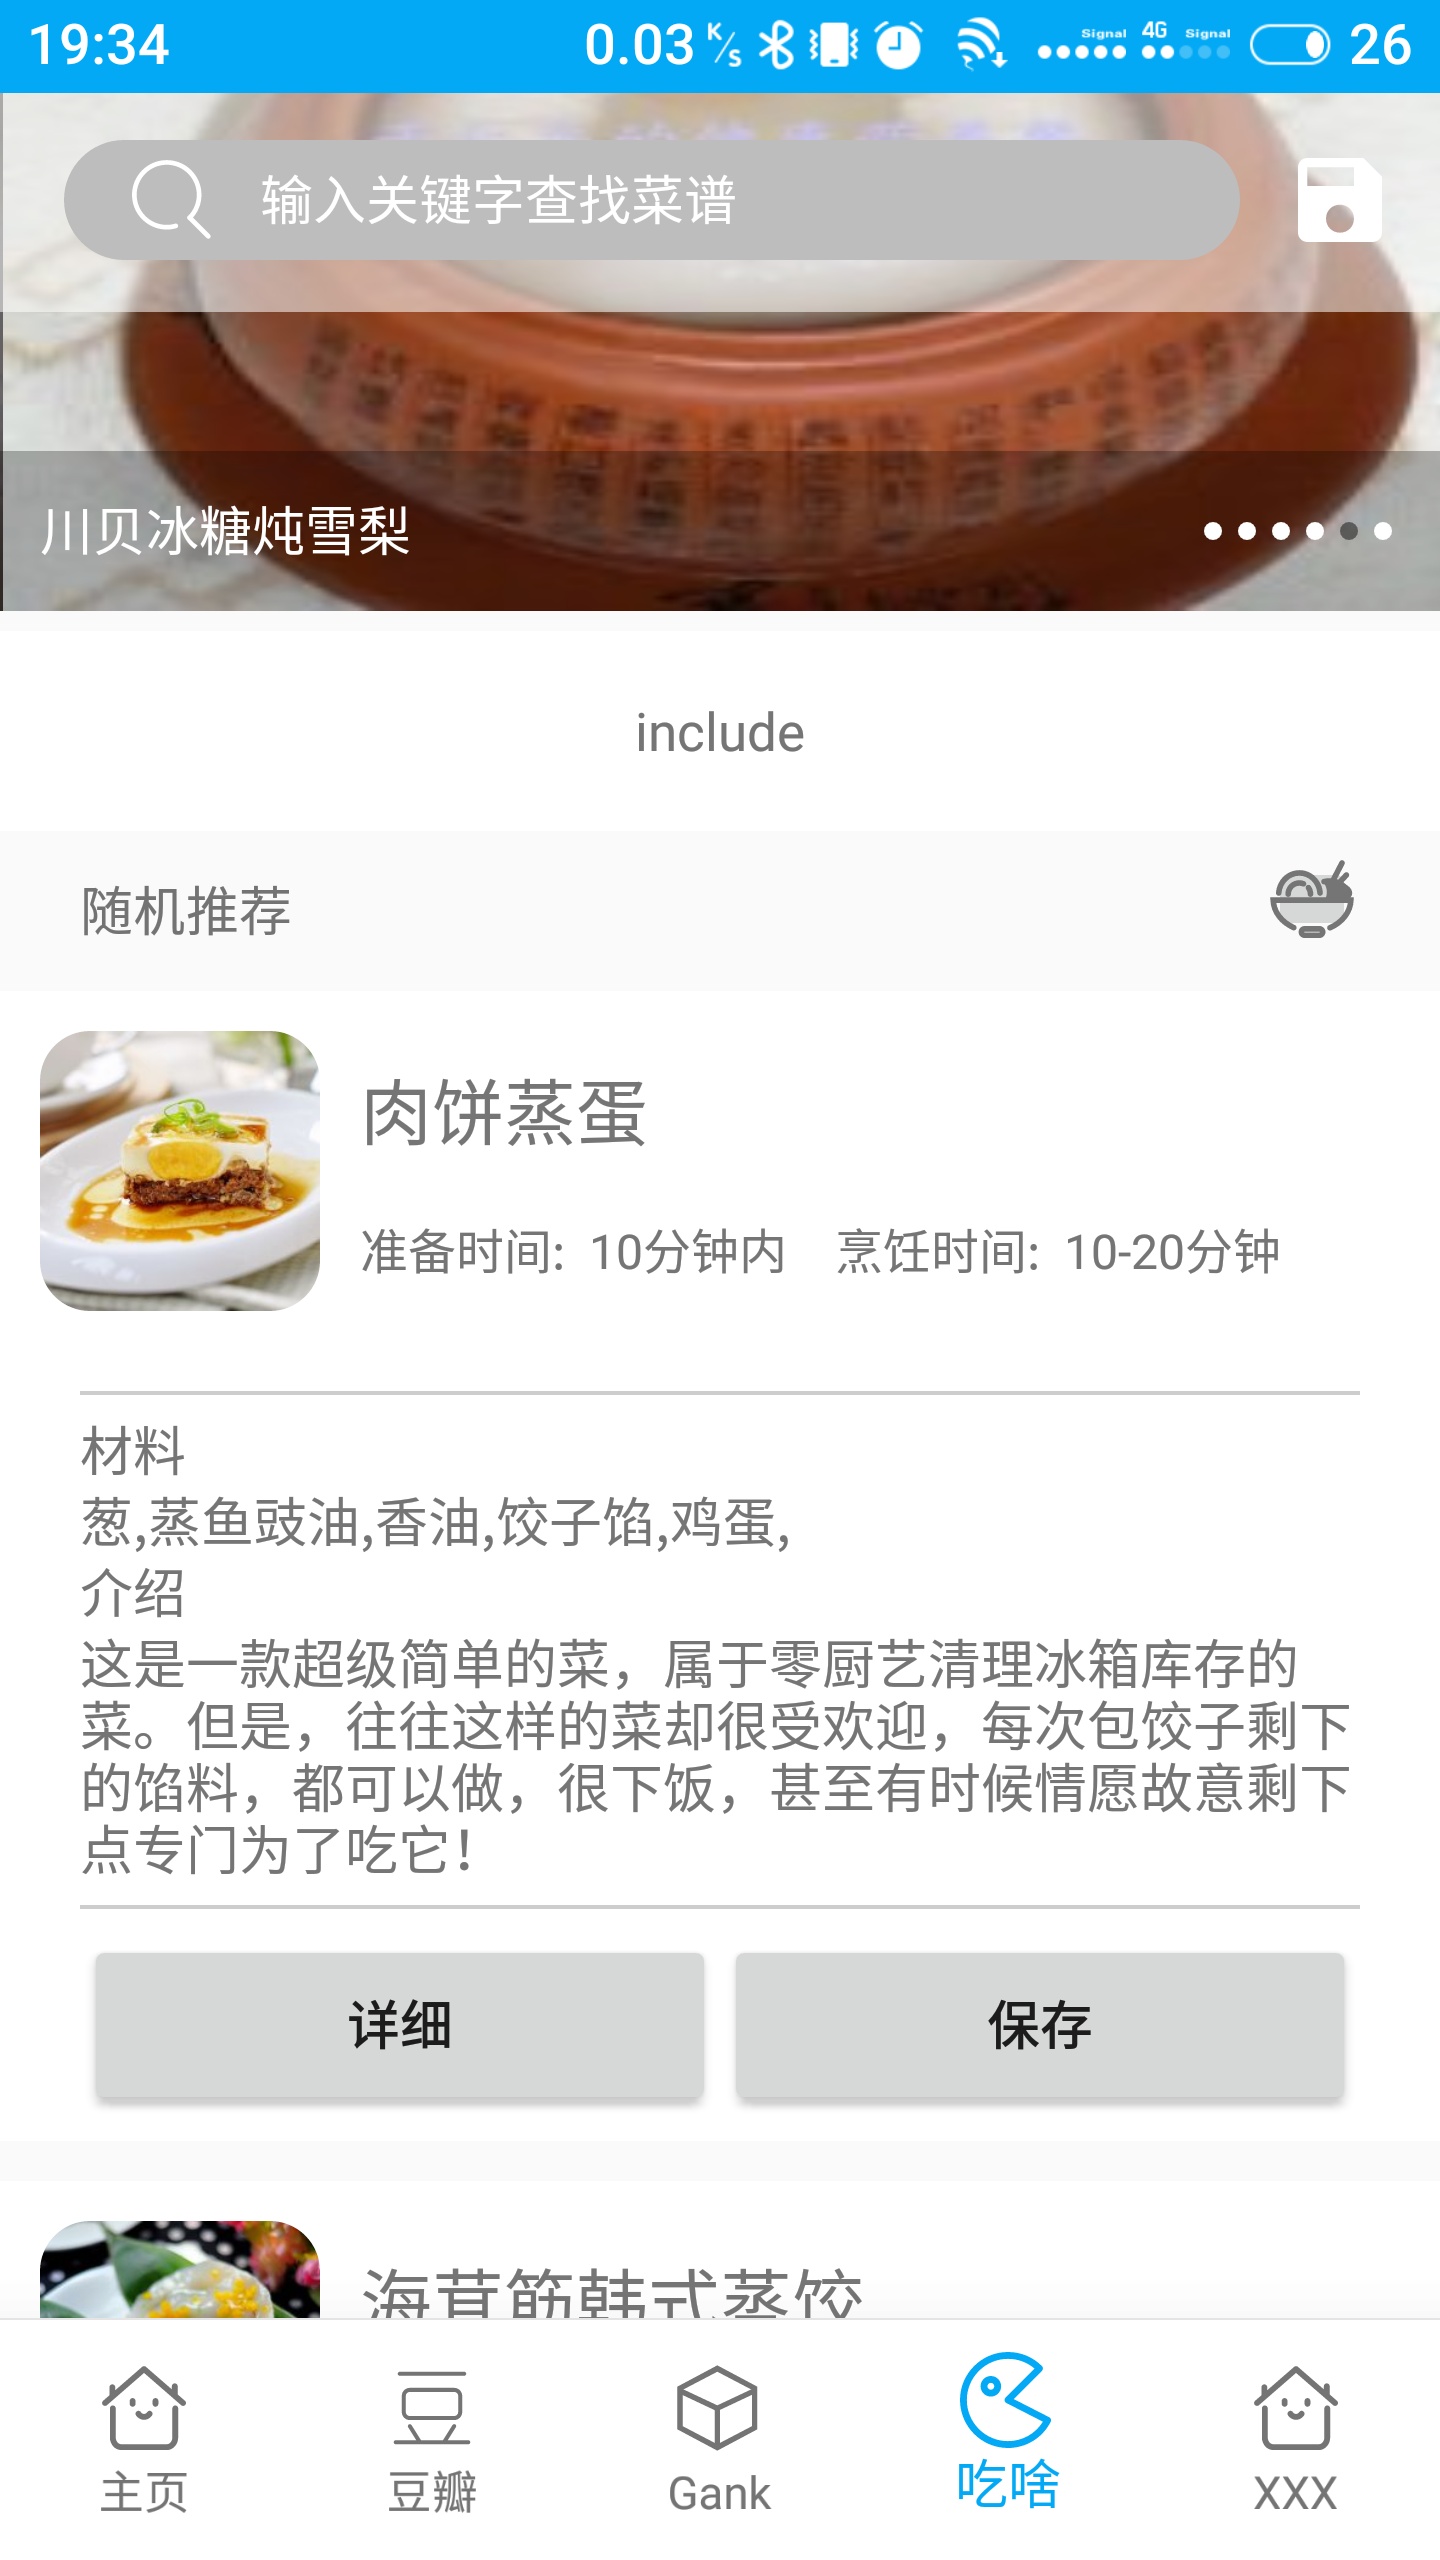 19:34
0.03 K/s
Signal 4G Signal
26
输入关键字查找菜谱
川贝冰糖炖雪梨
include
随机推荐
肉饼蒸蛋
准备时间: 10分钟内 烹饪时间: 10-20分钟
材料
葱,蒸鱼豉油,香油,饺子馅,鸡蛋,
介绍
这是一款超级简单的菜，属于零厨艺清理冰箱库存的
菜。但是，往往这样的菜却很受欢迎，每次包饺子剩下
的馅料，都可以做，很下饭，甚至有时候情愿故意剩下
点专门为了吃它！
详细
保存
海茸筋韩式蒸饺
主页
豆瓣
Gank
吃啥
XXX